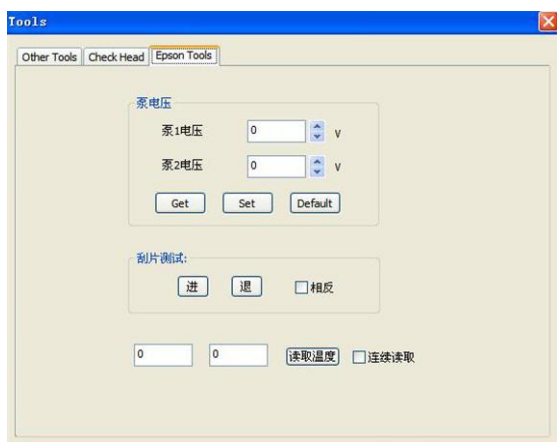 Tools
Other Tools Check Head Epson Tools
泵电压
泵1电压 0 V
泵2电压 0 V
Get Set Default
刮片测试:
进 退 相反
0 0 读取温度 连续读取